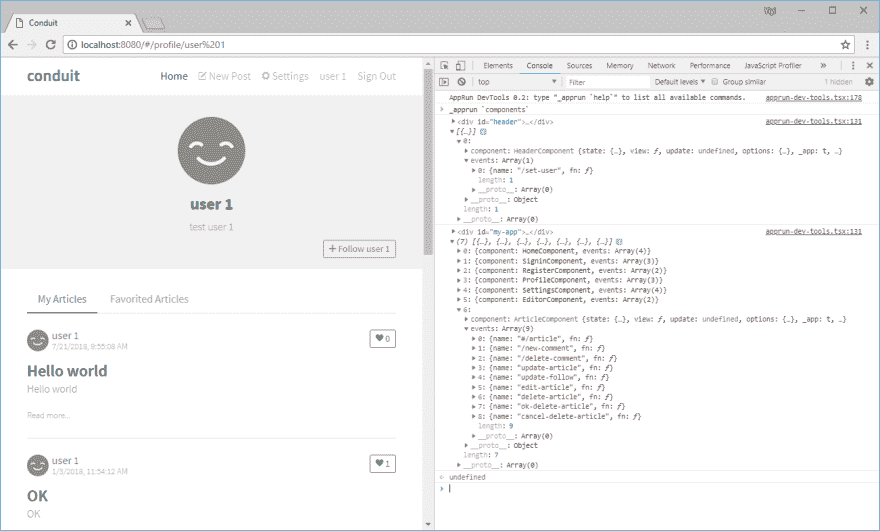 Conduit
localhost:8080/#/profile/user%201
conduit
Home New Post Settings user 1 Sign Out
user 1
test user 1
+ Follow user 1
My Articles Favorited Articles
user 1
7/21/2018, 9:55:08 AM
0
Hello world
Hello world
Read more...
user 1
1/3/2018, 11:54:12 AM
1
OK
OK
Elements Console Sources Memory Network Performance JavaScript Profiler »
top Filter Default levels Group similar 1 hidden
AppRun DevTools 0.2: type "_apprun `help`" to list all available commands. apprun-dev-tools.tsx:178
> _apprun `components`
<div id="header">…</div> apprun-dev-tools.tsx:131
[{…}]
0:
component: HeaderComponent {state: {…}, view: ƒ, update: undefined, options: {…}, _app: t, …}
events: Array(1)
0: {name: "/set-user", fn: ƒ}
length: 1
__proto__: Array(0)
__proto__: Object
length: 1
__proto__: Array(0)
<div id="my-app">…</div> apprun-dev-tools.tsx:131
(7) [{…}, {…}, {…}, {…}, {…}, {…}, {…}]
0: {component: HomeComponent, events: Array(4)}
1: {component: SigninComponent, events: Array(3)}
2: {component: RegisterComponent, events: Array(2)}
3: {component: ProfileComponent, events: Array(3)}
4: {component: SettingsComponent, events: Array(4)}
5: {component: EditorComponent, events: Array(2)}
6:
component: ArticleComponent {state: {…}, view: ƒ, update: undefined, options: {…}, _app: t, …}
events: Array(9)
0: {name: "#/article", fn: ƒ}
1: {name: "/new-comment", fn: ƒ}
2: {name: "/delete-comment", fn: ƒ}
3: {name: "update-article", fn: ƒ}
4: {name: "update-follow", fn: ƒ}
5: {name: "edit-article", fn: ƒ}
6: {name: "delete-article", fn: ƒ}
7: {name: "ok-delete-article", fn: ƒ}
8: {name: "cancel-delete-article", fn: ƒ}
length: 9
__proto__: Array(0)
__proto__: Object
length: 7
__proto__: Array(0)
undefined
>